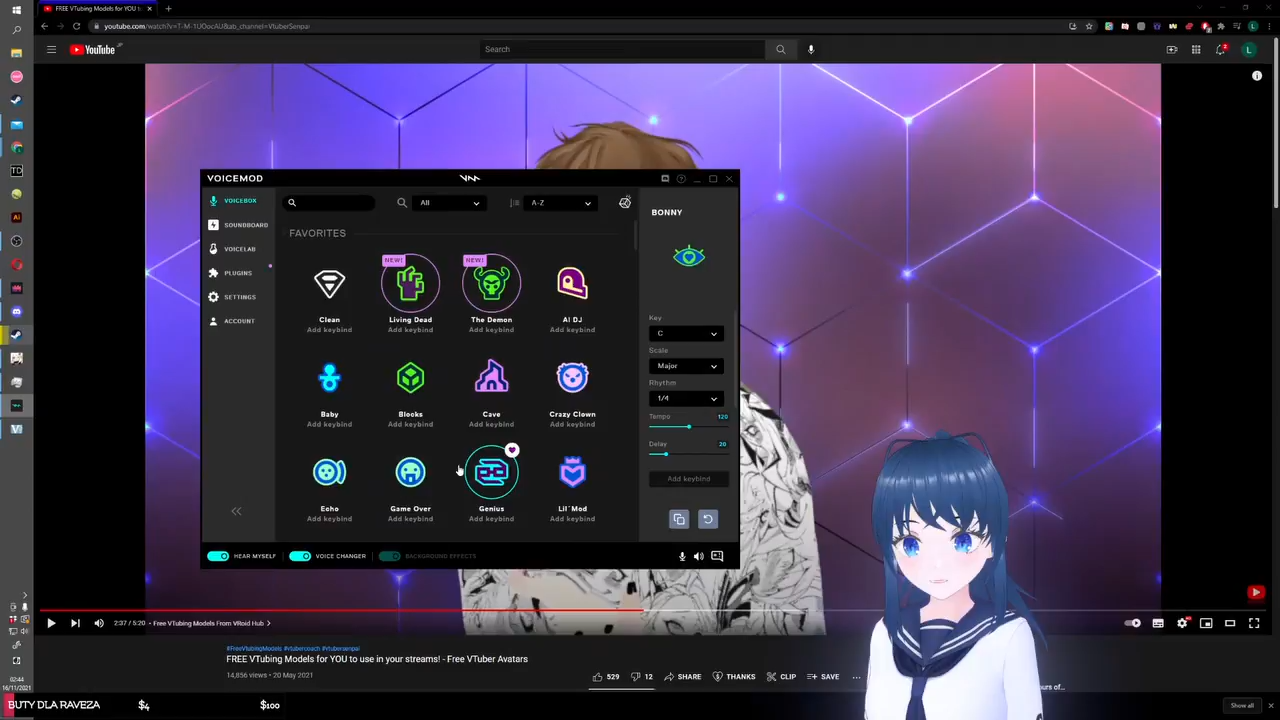 FREE VTubing Models for YOU t
youtube.com/watch?v=T-M-1UOocAU&ab_channel=VtuberSenpai
YouTube
Search
VOICEMOD
VOICEBOX
SOUNDBOARD
VOICELAB
PLUGINS
SETTINGS
ACCOUNT
All
A-Z
FAVORITES
NEW!
NEW!
Clean
Living Dead
The Demon
AI DJ
Add keybind
Add keybind
Add keybind
Add keybind
Baby
Blocks
Cave
Crazy Clown
Add keybind
Add keybind
Add keybind
Add keybind
Echo
Game Over
Genius
Lil' Mod
Add keybind
Add keybind
Add keybind
Add keybind
BONNY
Key
C
Scale
Major
Rhythm
1/4
Tempo 120
Delay 20
Add keybind
HEAR MYSELF
VOICE CHANGER
BACKGROUND EFFECTS
2:37 / 5:20 • Free VTubing Models From VRoid Hub
#FreeVtubingModels #vtubercoach #vtubersenpai
FREE VTubing Models for YOU to use in your streams! - Free VTuber Avatars
14,856 views • 20 May 2021
529
12
SHARE
THANKS
CLIP
SAVE
02:44
16/11/2021
BUTY DLA RAVEZA
$4
$100
Show all